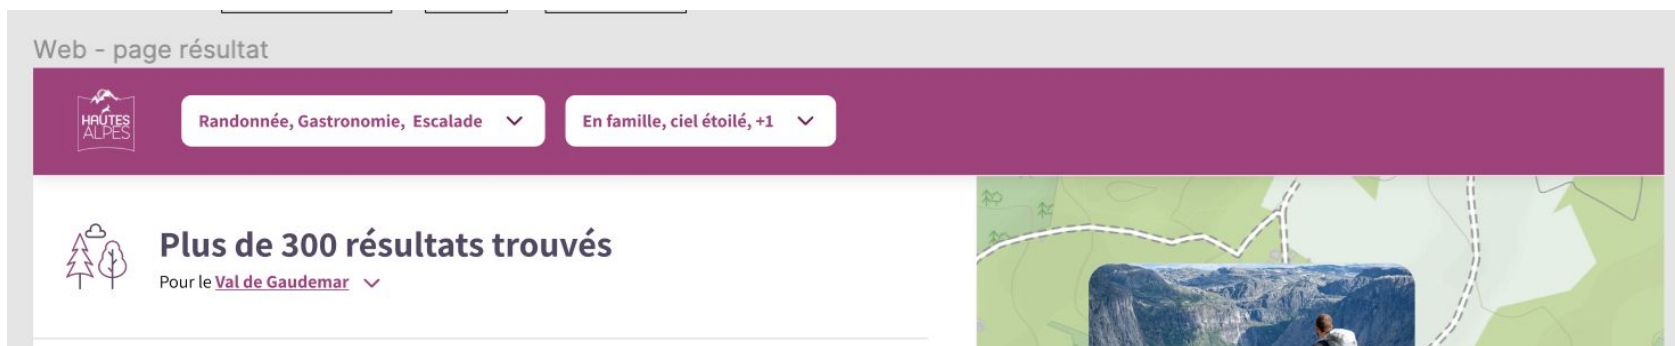 Web - page résultat
HAUTES
ALPES
Randonnée, Gastronomie, Escalade
En famille, ciel étoilé, +1
Plus de 300 résultats trouvés
Pour le Val de Gaudemar